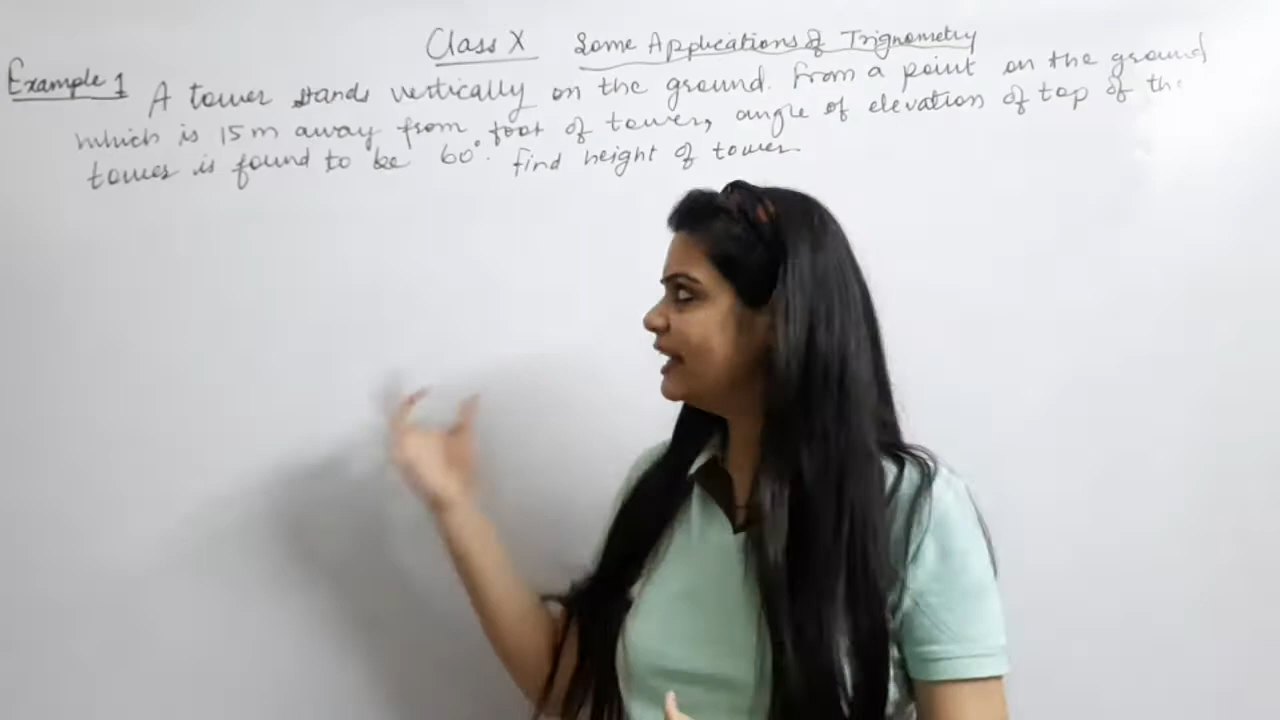 Class X Some Applications of Trignometry
Example 1 A tower stands vertically on the ground. From a point on the ground,
which is 15m away from foot of tower, angle of elevation of top of the
tower is found to be 60°. find height of tower.